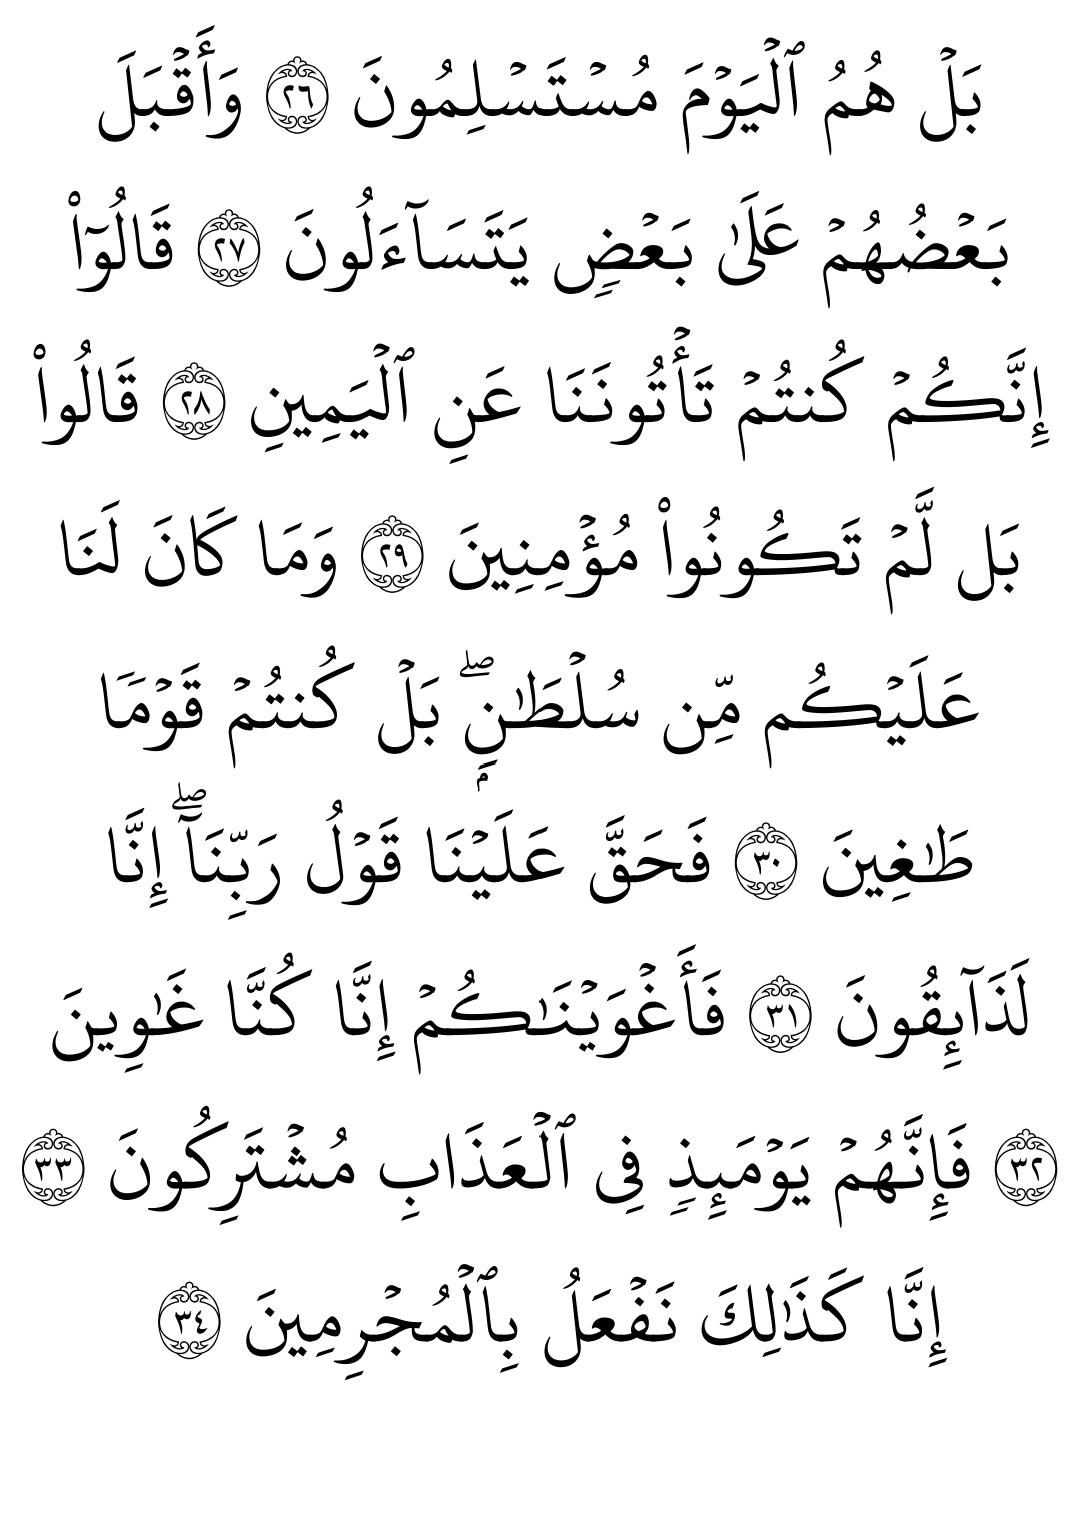 بَلۡ هُمُ ٱلۡيَوۡمَ مُسۡتَسۡلِمُونَ ٢٦ وَأَقۡبَلَ
بَعۡضُهُمۡ عَلَىٰ بَعۡضٖ يَتَسَآءَلُونَ ٢٧ قَالُوٓاْ
إِنَّكُمۡ كُنتُمۡ تَأۡتُونَنَا عَنِ ٱلۡيَمِينِ ٢٨ قَالُواْ
بَل لَّمۡ تَكُونُواْ مُؤۡمِنِينَ ٢٩ وَمَا كَانَ لَنَا
عَلَيۡكُم مِّن سُلۡطَٰنِۭۖ بَلۡ كُنتُمۡ قَوۡمٗا
طَٰغِينَ ٣٠ فَحَقَّ عَلَيۡنَا قَوۡلُ رَبِّنَآۖ إِنَّا
لَذَآئِقُونَ ٣١ فَأَغۡوَيۡنَٰكُمۡ إِنَّا كُنَّا غَٰوِينَ
٣٢ فَإِنَّهُمۡ يَوۡمَئِذٖ فِي ٱلۡعَذَابِ مُشۡتَرِكُونَ ٣٣
إِنَّا كَذَٰلِكَ نَفۡعَلُ بِٱلۡمُجۡرِمِينَ ٣٤